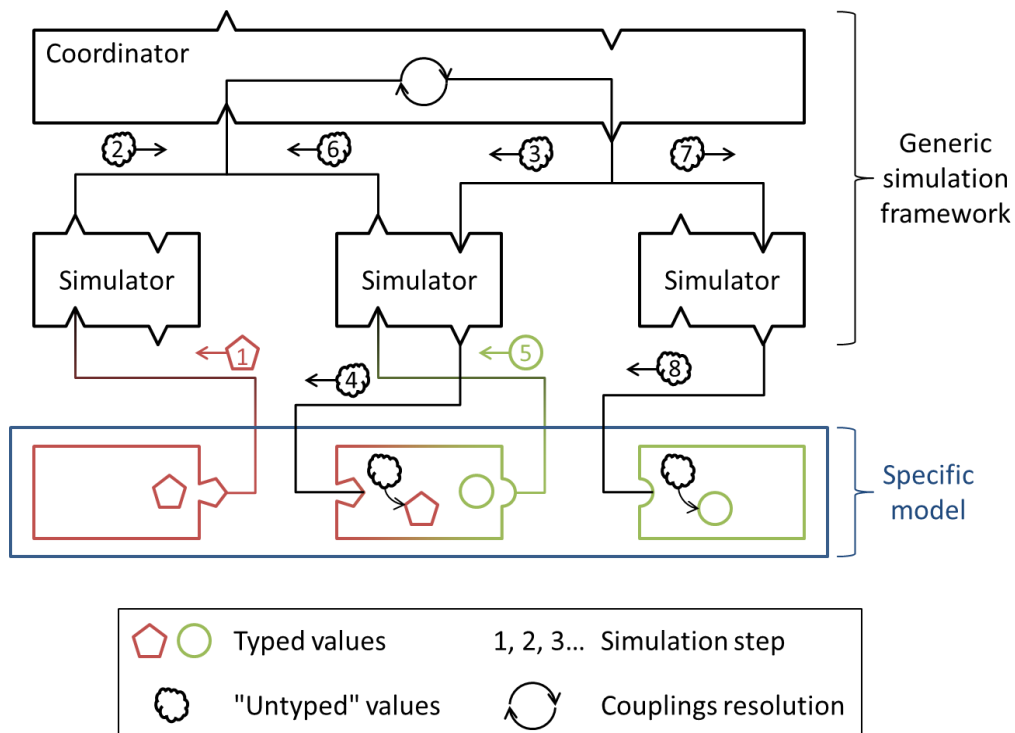 Coordinator
2
6
3
7
Generic
simulation
framework
Simulator
Simulator
Simulator
1
5
4
8
Specific
model
Typed values
1, 2, 3... Simulation step
"Untyped" values
Couplings resolution